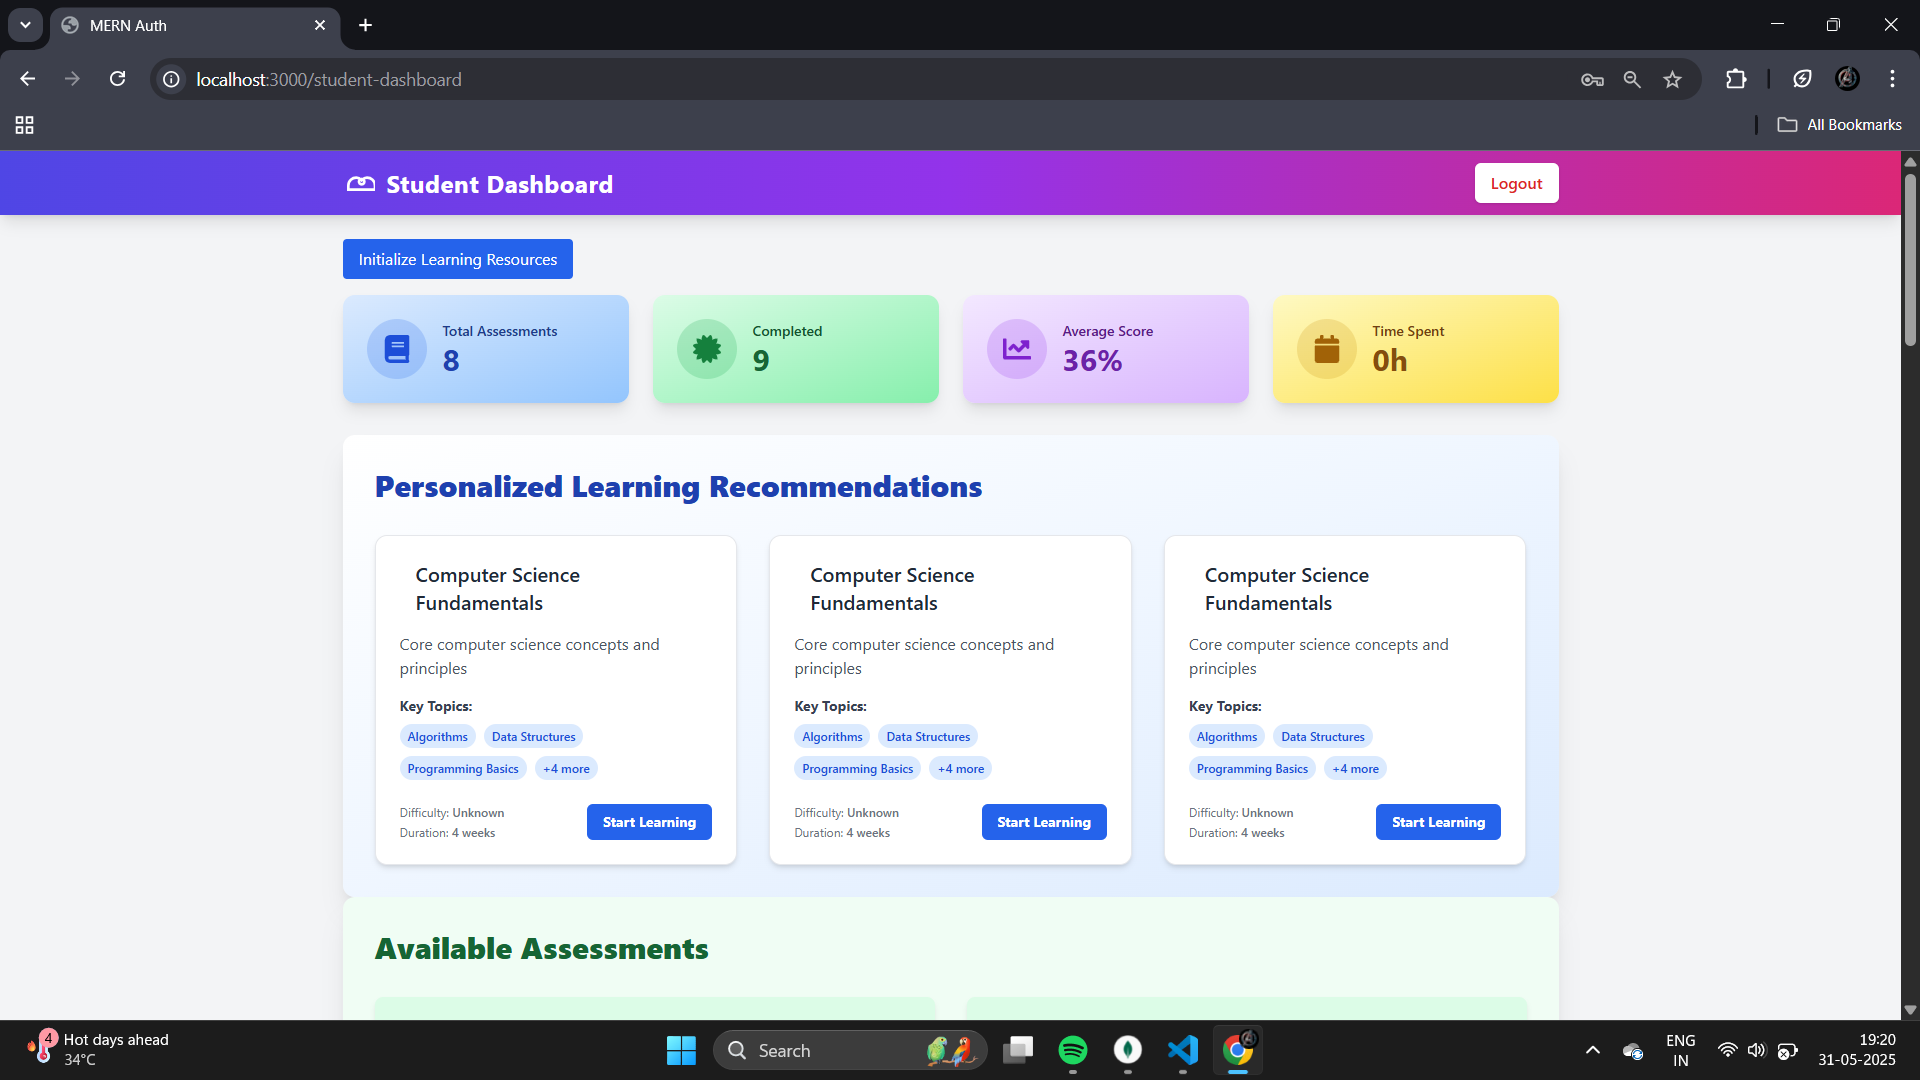 MERN Auth
localhost:3000/student-dashboard
All Bookmarks
Student Dashboard
Logout
Initialize Learning Resources
Total Assessments
8
Completed
9
Average Score
36%
Time Spent
0h
Personalized Learning Recommendations
Computer Science
Fundamentals
Core computer science concepts and
principles
Key Topics:
Algorithms
Data Structures
Programming Basics
+4 more
Difficulty: Unknown
Duration: 4 weeks
Start Learning
Computer Science
Fundamentals
Core computer science concepts and
principles
Key Topics:
Algorithms
Data Structures
Programming Basics
+4 more
Difficulty: Unknown
Duration: 4 weeks
Start Learning
Computer Science
Fundamentals
Core computer science concepts and
principles
Key Topics:
Algorithms
Data Structures
Programming Basics
+4 more
Difficulty: Unknown
Duration: 4 weeks
Start Learning
Available Assessments
4
Hot days ahead
34°C
Search
ENG
IN
19:20
31-05-2025